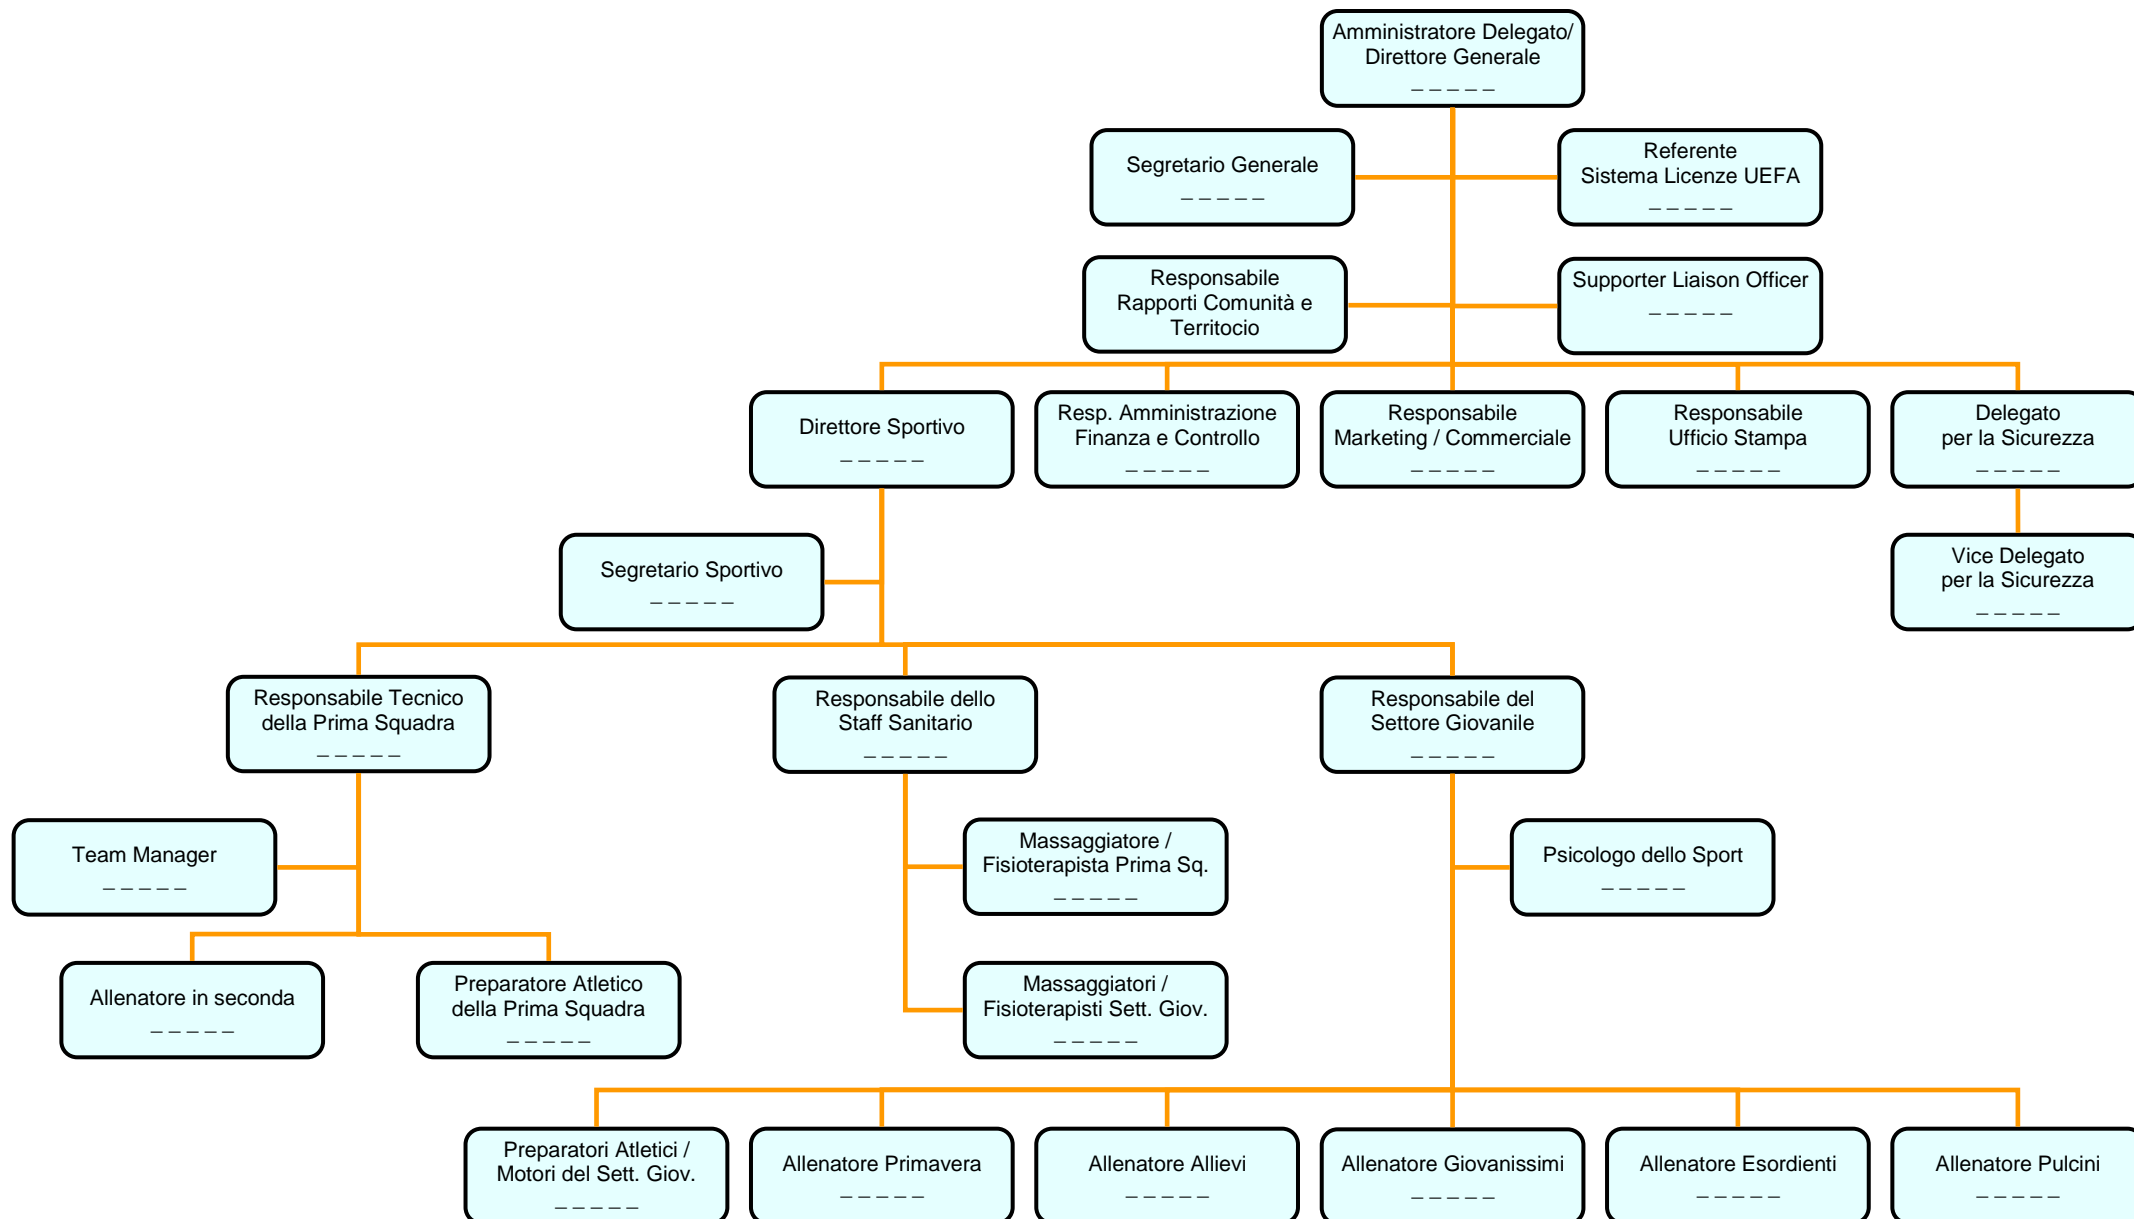 Amministratore Delegato/
Direttore Generale
_ _ _ _ _
Segretario Generale
_ _ _ _ _
Referente
Sistema Licenze UEFA
_ _ _ _ _
Responsabile
Rapporti Comunità e
Territocio
Supporter Liaison Officer
_ _ _ _ _
Direttore Sportivo
_ _ _ _ _
Resp. Amministrazione
Finanza e Controllo
_ _ _ _ _
Responsabile
Marketing / Commerciale
_ _ _ _ _
Responsabile
Ufficio Stampa
_ _ _ _ _
Delegato
per la Sicurezza
_ _ _ _ _
Segretario Sportivo
_ _ _ _ _
Vice Delegato
per la Sicurezza
_ _ _ _ _
Responsabile Tecnico
della Prima Squadra
_ _ _ _ _
Responsabile dello
Staff Sanitario
_ _ _ _ _
Responsabile del
Settore Giovanile
_ _ _ _ _
Team Manager
_ _ _ _ _
Massaggiatore /
Fisioterapista Prima Sq.
_ _ _ _ _
Psicologo dello Sport
_ _ _ _ _
Allenatore in seconda
_ _ _ _ _
Preparatore Atletico
della Prima Squadra
_ _ _ _ _
Massaggiatori /
Fisioterapisti Sett. Giov.
_ _ _ _ _
Preparatori Atletici /
Motori del Sett. Giov.
_ _ _ _ _
Allenatore Primavera
_ _ _ _ _
Allenatore Allievi
_ _ _ _ _
Allenatore Giovanissimi
_ _ _ _ _
Allenatore Esordienti
_ _ _ _ _
Allenatore Pulcini
_ _ _ _ _